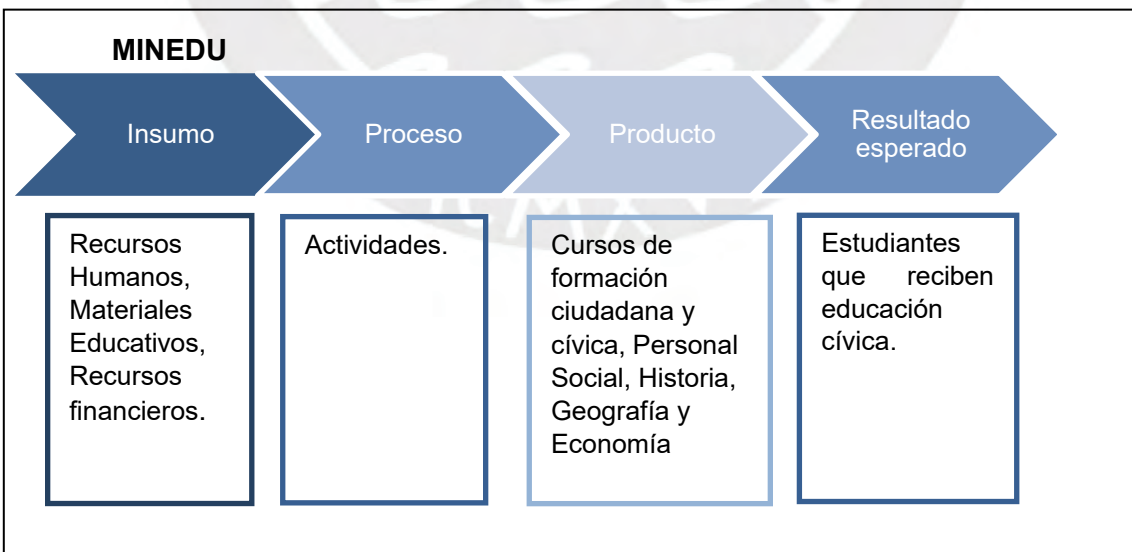 MINEDU
Insumo
Proceso
Producto
Resultado
esperado
Recursos
Humanos,
Materiales
Educativos,
Recursos
financieros.
Actividades.
Cursos de
formación
ciudadana y
cívica, Personal
Social, Historia,
Geografía y
Economía
Estudiantes
que reciben
educación
cívica.